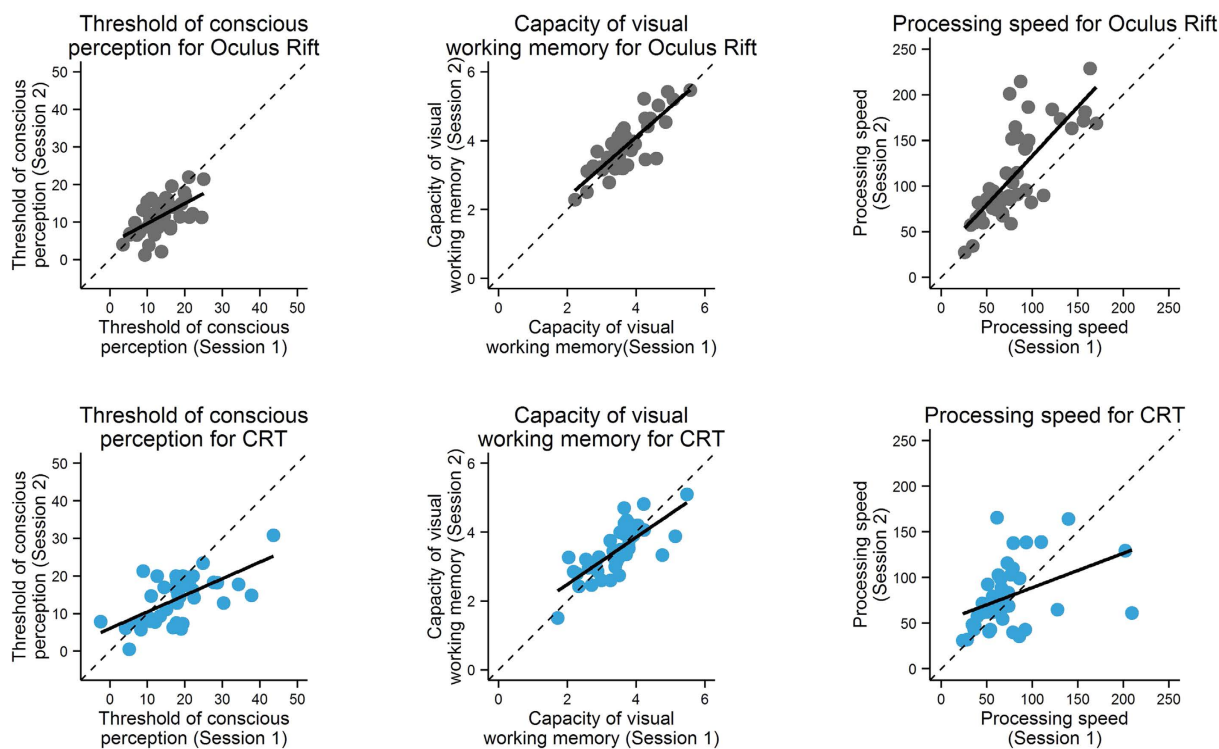 Threshold of conscious
perception for Oculus Rift
Threshold of conscious
perception (Session 2)
50
40
30
20
10
0
0 10 20 30 40 50
Threshold of conscious
perception (Session 1)
Capacity of visual
working memory for Oculus Rift
Capacity of visual
working memory (Session 2)
6
4
2
0
0 2 4 6
Capacity of visual
working memory(Session 1)
Processing speed for Oculus Rift
Processing speed
(Session 2)
250
200
150
100
50
0
0 50 100 150 200 250
Processing speed
(Session 1)
Threshold of conscious
perception for CRT
Threshold of conscious
perception (Session 2)
50
40
30
20
10
0
0 10 20 30 40 50
Threshold of conscious
perception (Session 1)
Capacity of visual
working memory for CRT
Capacity of visual
working memory (Session 2)
6
4
2
0
0 2 4 6
Capacity of visual
working memory (Session 1)
Processing speed for CRT
Processing speed
(Session 2)
250
200
150
100
50
0
0 50 100 150 200 250
Processing speed
(Session 1)